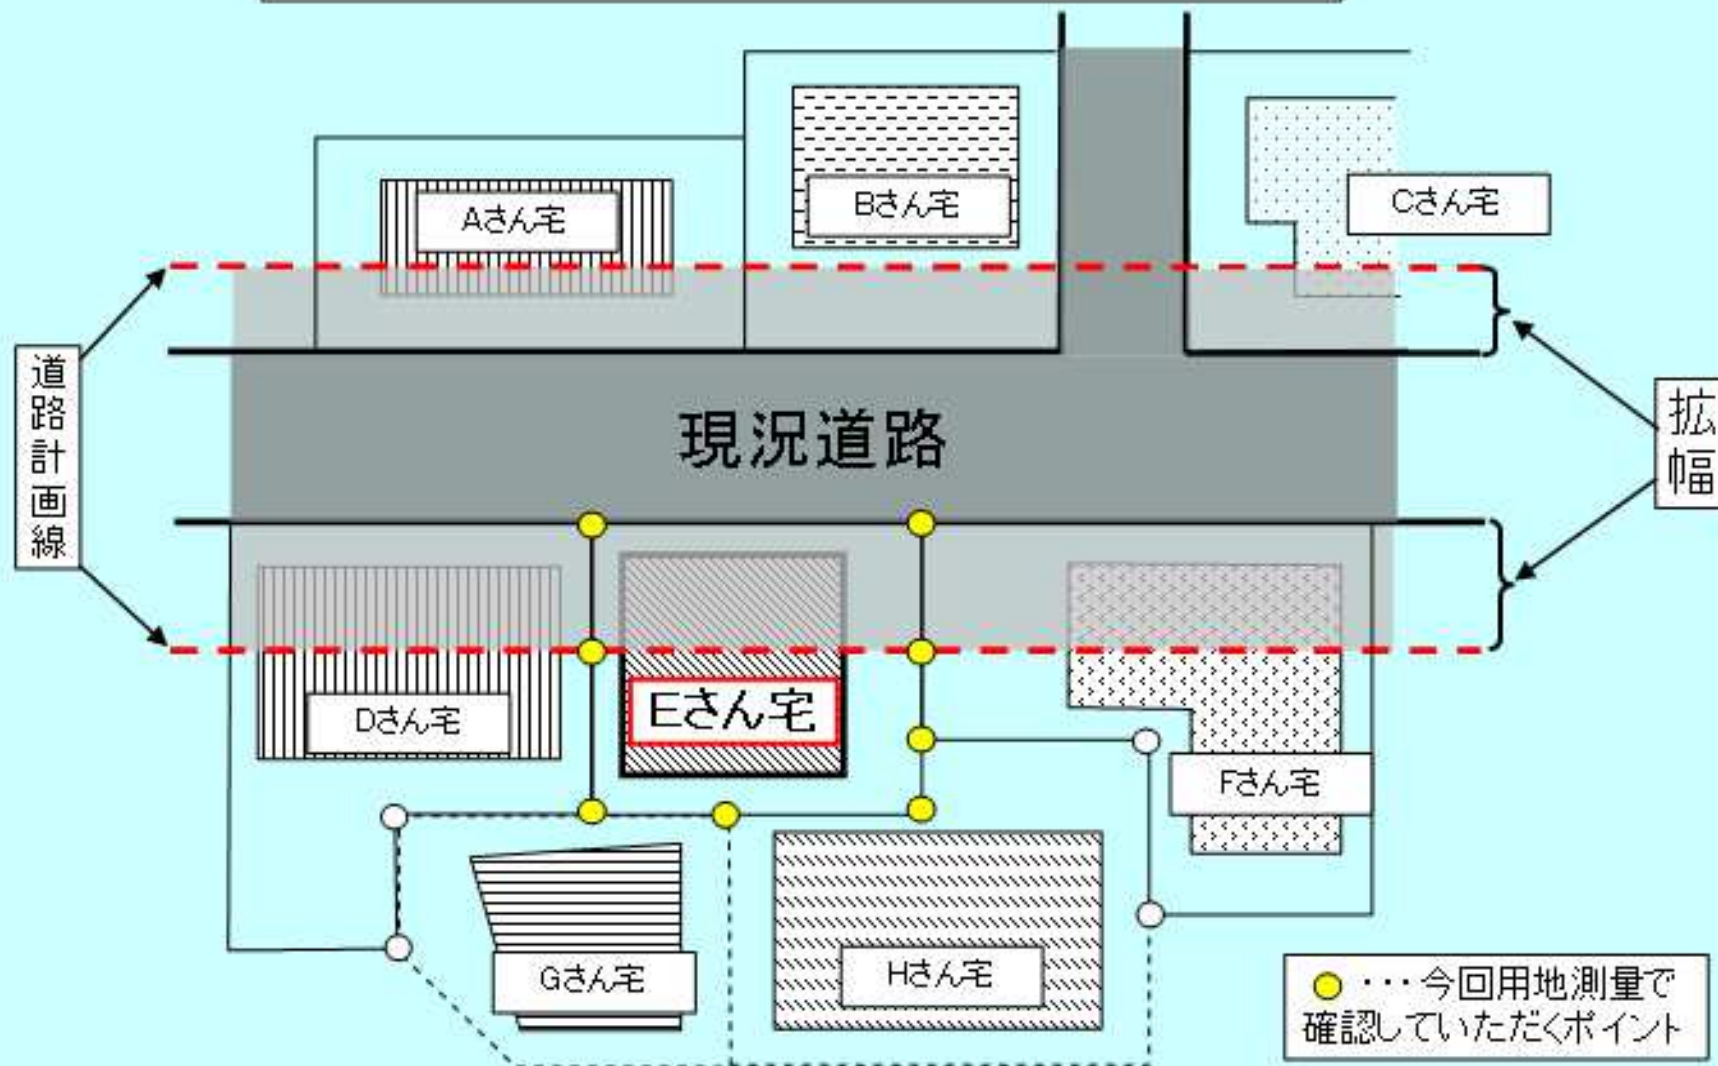 Aさん宅
Bさん宅
Cさん宅
道路計画線
現況道路
拡幅
Dさん宅
Eさん宅
Fさん宅
Gさん宅
Hさん宅
●・・・今回用地測量で
確認していただくポイント